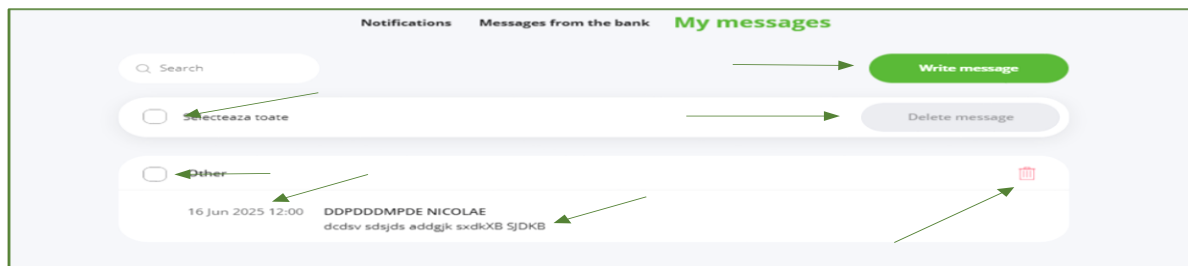 Notifications Messages from the bank My messages
Search Write message
Selecteaza toate Delete message
Other
16 Jun 2025 12:00 DDPDDDMPDE NICOLAE
dcdsv sdsjds addgjk sxdkXB SJDKB